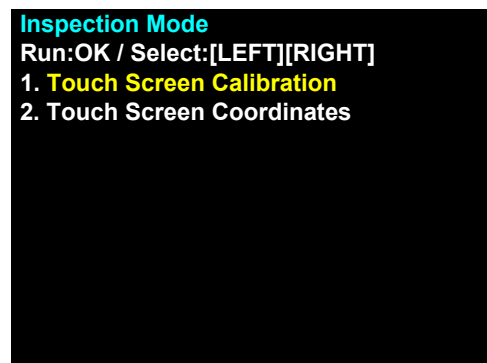 Inspection Mode
Run:OK / Select:[LEFT][RIGHT]
1. Touch Screen Calibration
2. Touch Screen Coordinates